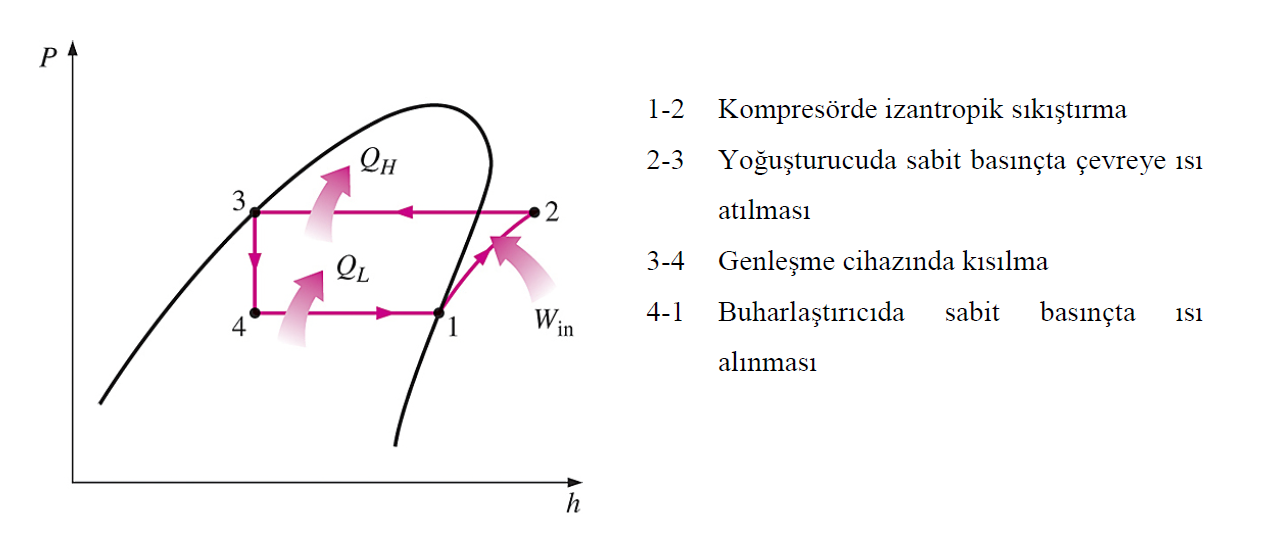 P
Q_H
3
2
Q_L
4
1
W_in
h
1-2 Kompresörde izantropik sıkıştırma
2-3 Yoğuşturucuda sabit basınçta çevreye ısı
atılması
3-4 Genleşme cihazında kısılma
4-1 Buharlaştırıcıda sabit basınçta ısı
alınması